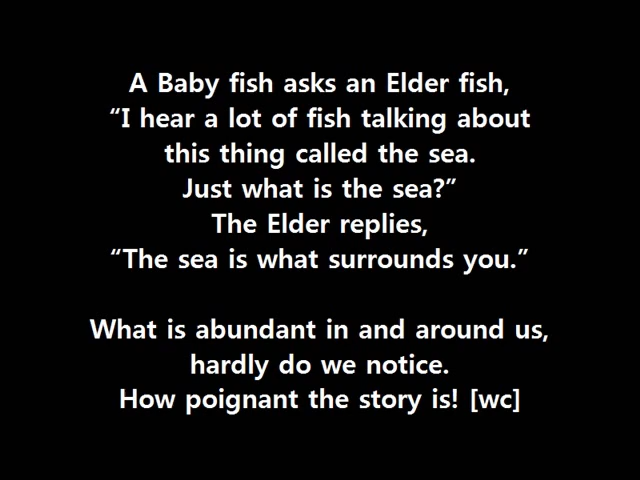 A Baby fish asks an Elder fish,
“I hear a lot of fish talking about
this thing called the sea.
Just what is the sea?”
The Elder replies,
“The sea is what surrounds you.”
What is abundant in and around us,
hardly do we notice.
How poignant the story is! [wc]